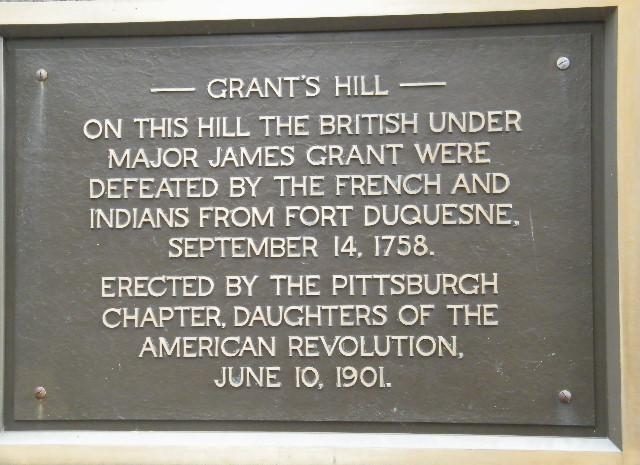 — GRANT'S HILL —
ON THIS HILL THE BRITISH UNDER
MAJOR JAMES GRANT WERE
DEFEATED BY THE FRENCH AND
INDIANS FROM FORT DUQUESNE,
SEPTEMBER 14, 1758.
ERECTED BY THE PITTSBURGH
CHAPTER, DAUGHTERS OF THE
AMERICAN REVOLUTION,
JUNE 10, 1901.